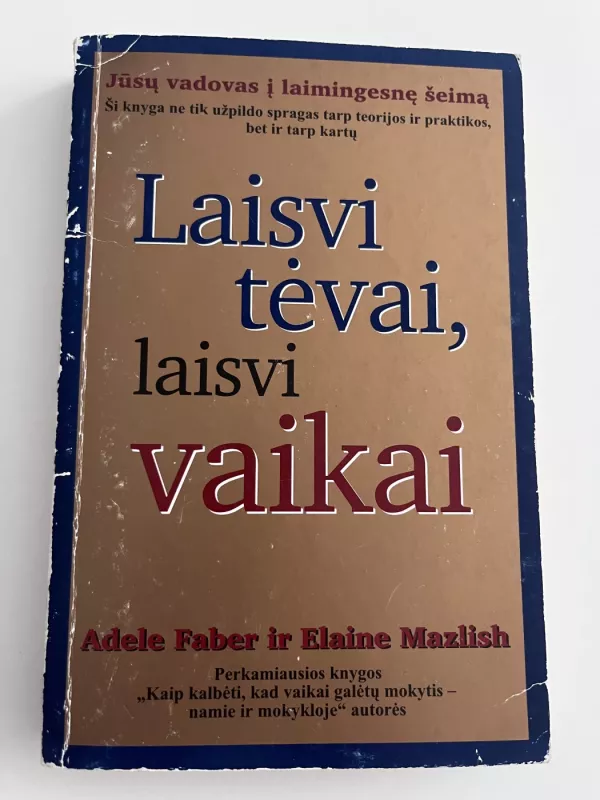 Jūsų vadovas į laimingesnę šeimą
Ši knyga ne tik užpildo spragas tarp teorijos ir praktikos,
bet ir tarp kartų
Laisvi
tėvai,
laisvi
vaikai
Adele Faber ir Elaine Mazlish
Perkamiausios knygos
„Kaip kalbėti, kad vaikai galėtų mokytis –
namie ir mokykloje“ autorės